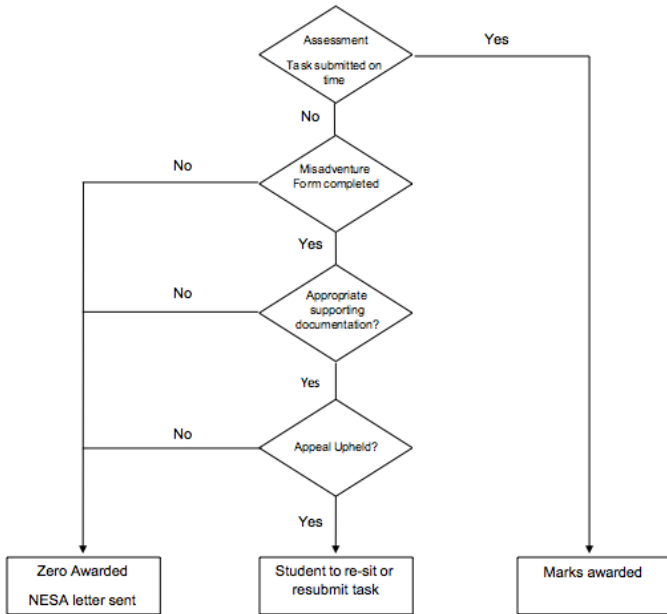 Assessment
Yes
Task submitted on
time
No
No
Misadventure
Form completed
Yes
No
Appropriate
supporting
documentation?
Yes
No
Appeal Upheld?
Yes
Zero Awarded
NESA letter sent
Student to re-sit or
resubmit task
Marks awarded